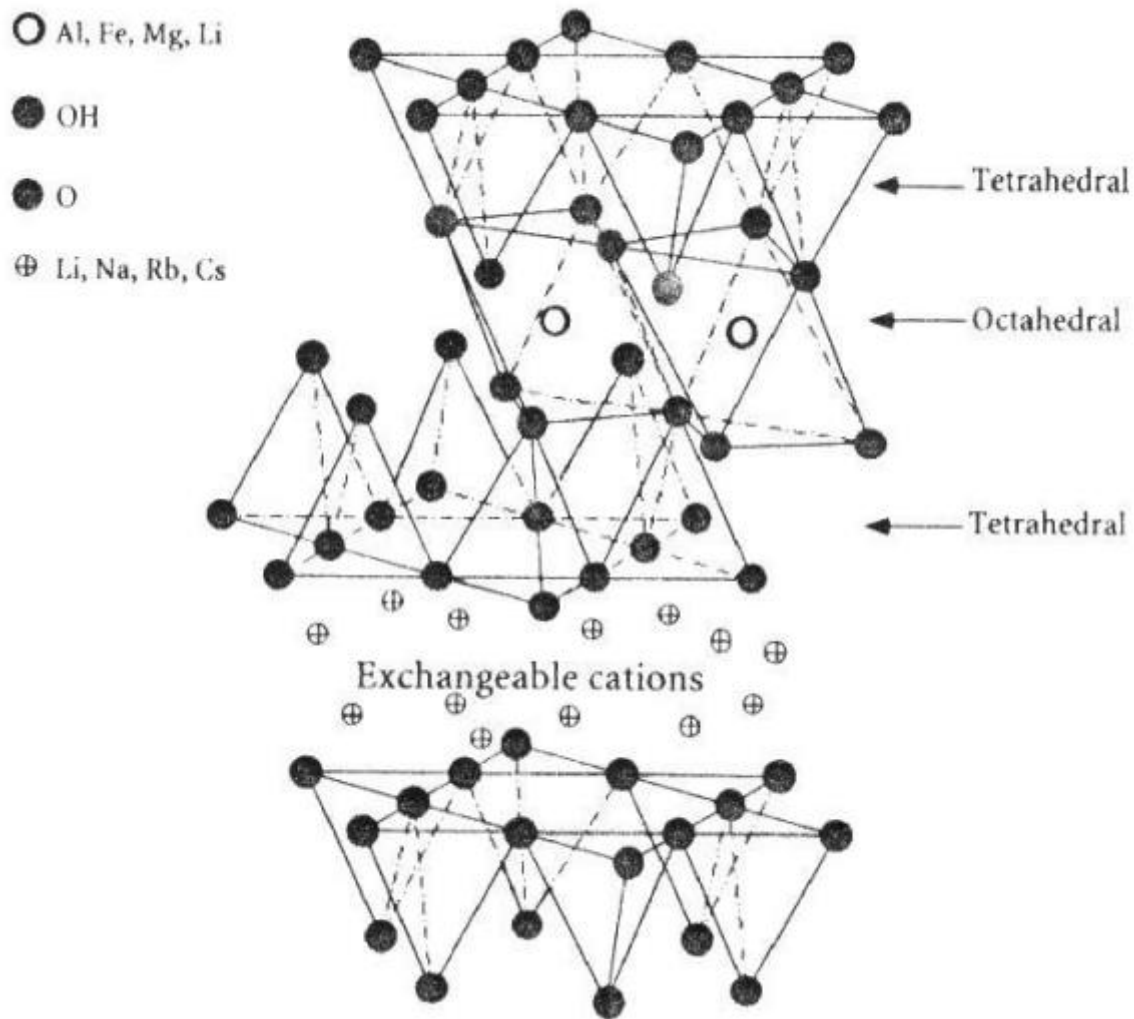 Al, Fe, Mg, Li
OH
O
Li, Na, Rb, Cs
Tetrahedral
Octahedral
Tetrahedral
Exchangeable cations